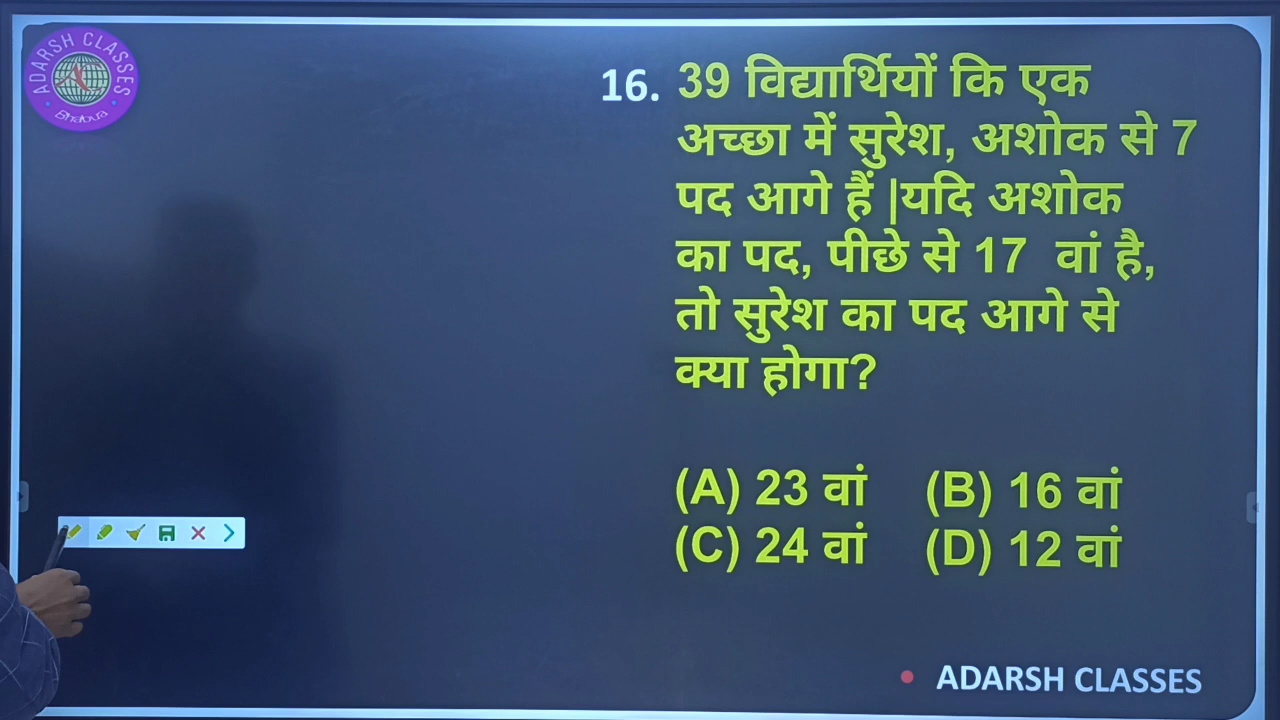 ADARSH CLASSES
Bhaloua
16. 39 विद्यार्थियों कि एक
अच्छा में सुरेश, अशोक से 7
पद आगे हैं |यदि अशोक
का पद, पीछे से 17 वां है,
तो सुरेश का पद आगे से
क्या होगा?
(A) 23 वां (B) 16 वां
(C) 24 वां (D) 12 वां
• ADARSH CLASSES